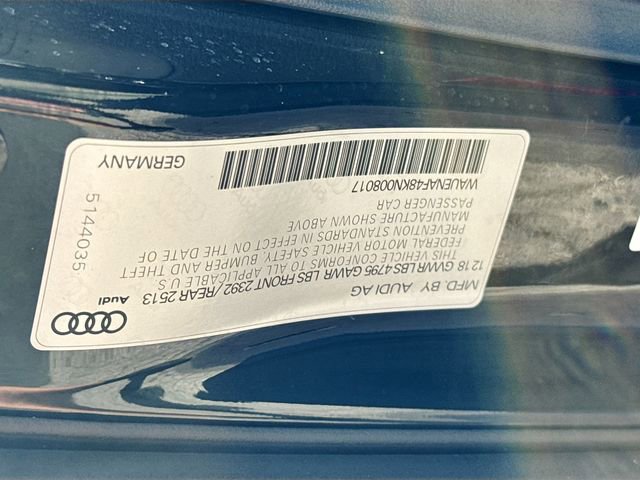 MFD. BY AUDI AG
12 18 GVWR LBS 4795 GAWR LBS FRONT 2392 / REAR 2513
THIS VEHICLE CONFORMS TO ALL APPLICABLE U.S.
FEDERAL MOTOR VEHICLE SAFETY, BUMPER AND THEFT
PREVENTION STANDARDS IN EFFECT ON THE DATE OF
MANUFACTURE SHOWN ABOVE
PASSENGER CAR
WAUENAF48KN008017
GERMANY
Audi
5144035